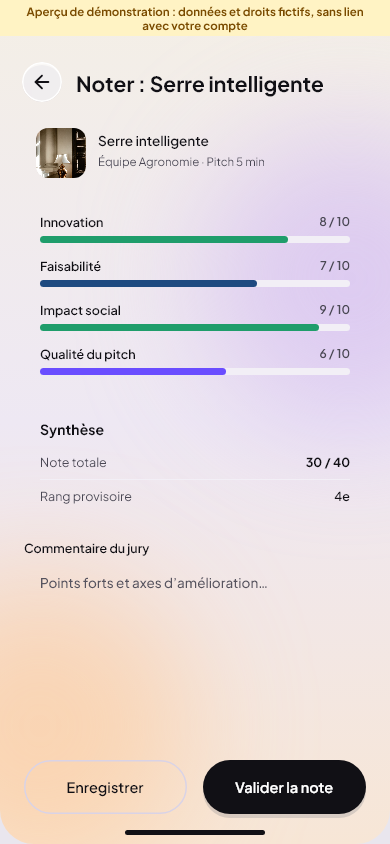 Aperçu de démonstration : données et droits fictifs, sans lien
avec votre compte
Noter : Serre intelligente
Serre intelligente
Équipe Agronomie · Pitch 5 min
Innovation 8 / 10
Faisabilité 7 / 10
Impact social 9 / 10
Qualité du pitch 6 / 10
Synthèse
Note totale 30 / 40
Rang provisoire 4e
Commentaire du jury
Points forts et axes d’amélioration…
Enregistrer Valider la note